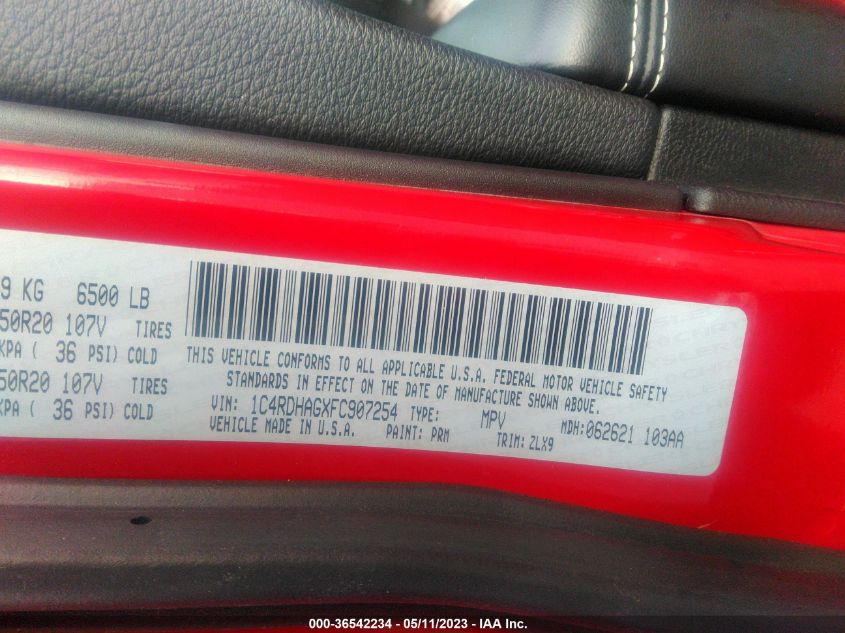 9 KG 6500 LB
50R20 107V TIRES
KPA ( 36 PSI) COLD
50R20 107V TIRES
KPA ( 36 PSI) COLD
THIS VEHICLE CONFORMS TO ALL APPLICABLE U.S.A. FEDERAL MOTOR VEHICLE SAFETY
STANDARDS IN EFFECT ON THE DATE OF MANUFACTURE SHOWN ABOVE.
VIN: 1C4RDHAGXFC907254 TYPE: MPV MDH:062621 103AA
VEHICLE MADE IN U.S.A. PAINT: PRM TRIM: ZLX9
000-36542234 - 05/11/2023 - IAA Inc.